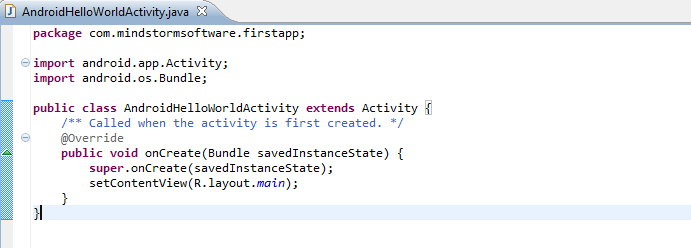 AndroidHelloWorldActivity.java
package com.mindstormsoftware.firstapp;
import android.app.Activity;
import android.os.Bundle;
public class AndroidHelloWorldActivity extends Activity {
/** Called when the activity is first created. */
@Override
public void onCreate(Bundle savedInstanceState) {
super.onCreate(savedInstanceState);
setContentView(R.layout.main);
}
}